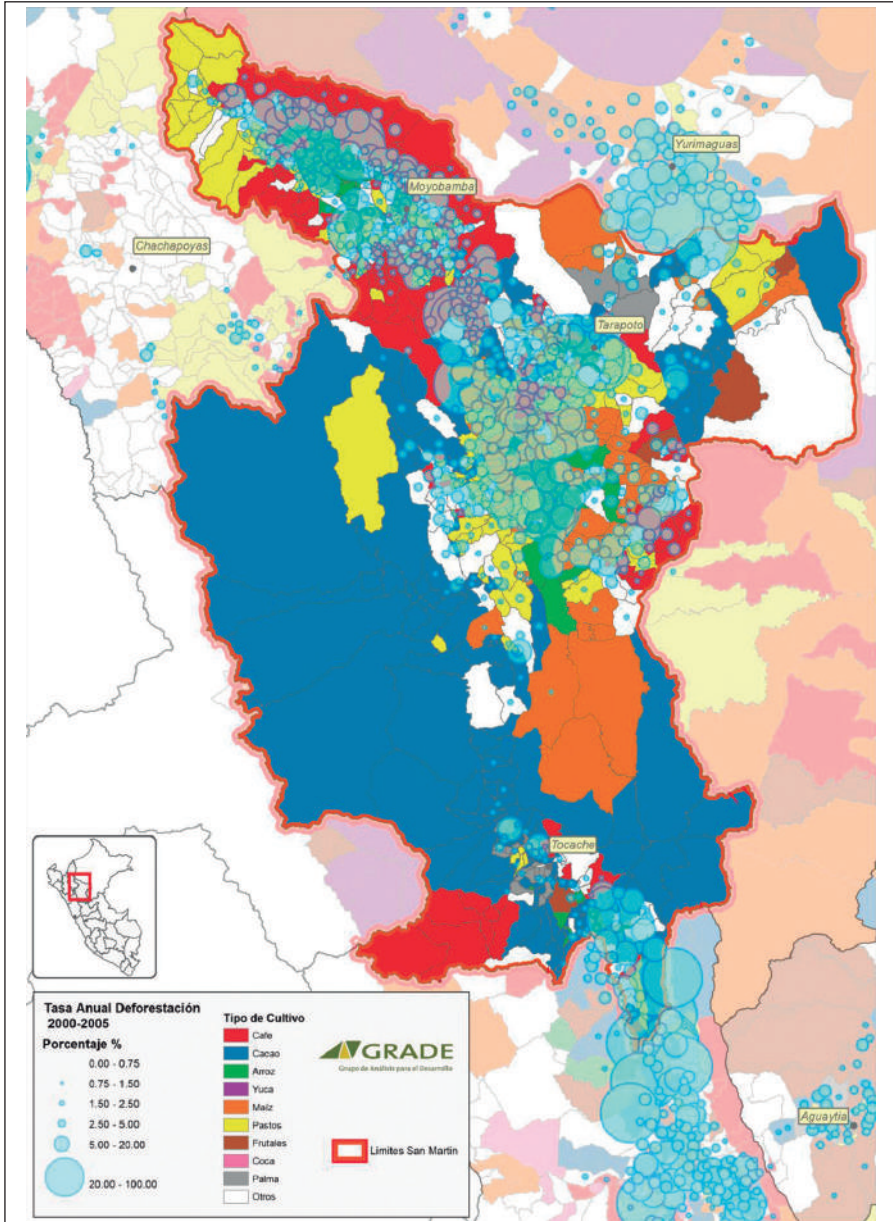 Yurimaguas
Moyobamba
Chachapoyas
Tarapoto
Tocache
Aguaytia
Tasa Anual Deforestación
2000-2005
Porcentaje %
0.00 - 0.75
0.75 - 1.50
1.50 - 2.50
2.50 - 5.00
5.00 - 20.00
20.00 - 100.00
Tipo de Cultivo
Cafe
Cacao
Arroz
Yuca
Maíz
Pastos
Frutales
Coca
Palma
Otros
GRADE
Grupo de Análisis para el Desarrollo
Limites San Martin